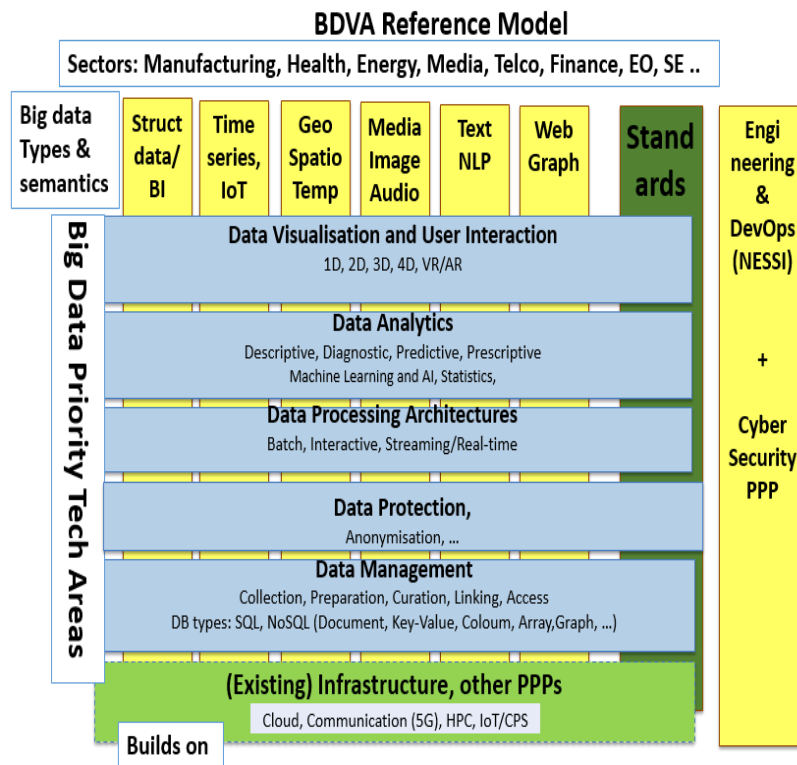 BDVA Reference Model
Sectors: Manufacturing, Health, Energy, Media, Telco, Finance, EO, SE ..
Big data
Types &
semantics
Struct
data/
BI
Time
series,
IoT
Geo
Spatio
Temp
Media
Image
Audio
Text
NLP
Web
Graph
Stand
ards
Engi
neering
&
DevOps
(NESSI)
+
Cyber
Security
PPP
Big Data Priority Tech Areas
Data Visualisation and User Interaction
1D, 2D, 3D, 4D, VR/AR
Data Analytics
Descriptive, Diagnostic, Predictive, Prescriptive
Machine Learning and AI, Statistics,
Data Processing Architectures
Batch, Interactive, Streaming/Real-time
Data Protection,
Anonymisation, ...
Data Management
Collection, Preparation, Curation, Linking, Access
DB types: SQL, NoSQL (Document, Key-Value, Coloum, Array,Graph, ...)
(Existing) Infrastructure, other PPPs
Cloud, Communication (5G), HPC, IoT/CPS
Builds on